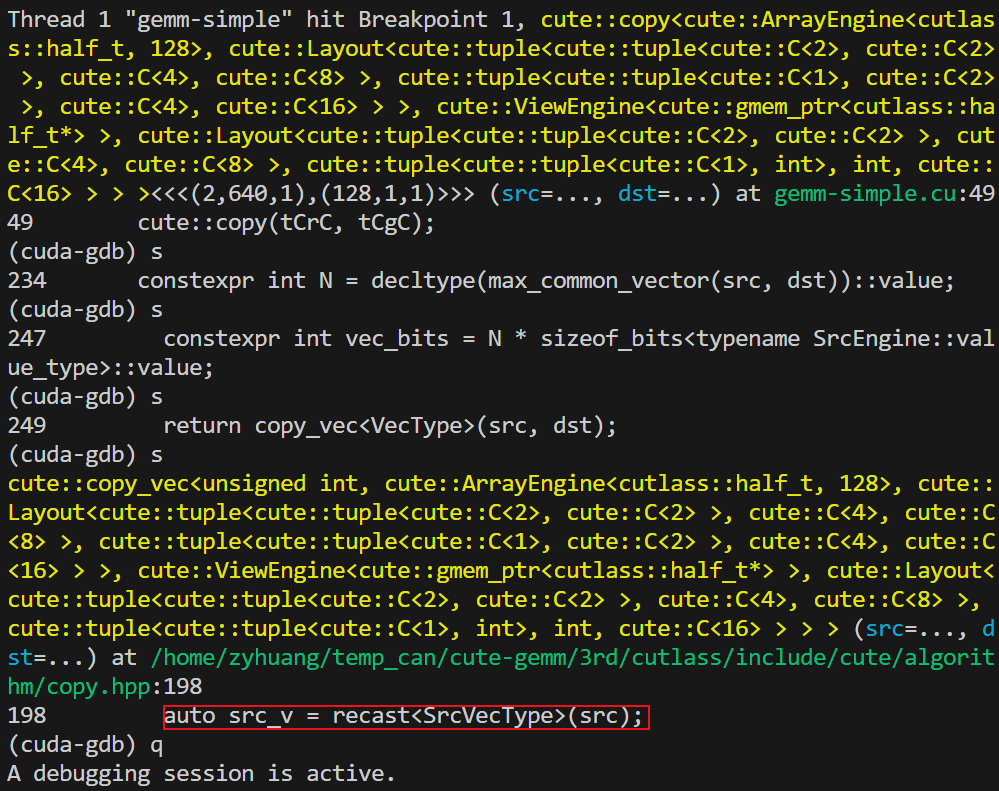 Thread 1 "gemm-simple" hit Breakpoint 1, cute::copy<cute::ArrayEngine<cutlas
s::half_t, 128>, cute::Layout<cute::tuple<cute::tuple<cute::C<2>, cute::C<2>
 >, cute::C<4>, cute::C<8> >, cute::tuple<cute::tuple<cute::C<1>, cute::C<2>
 >, cute::C<4>, cute::C<16> > >, cute::ViewEngine<cute::gmem_ptr<cutlass::ha
lf_t*> >, cute::Layout<cute::tuple<cute::tuple<cute::C<2>, cute::C<2> >, cut
e::C<4>, cute::C<8> >, cute::tuple<cute::tuple<cute::C<1>, int>, int, cute::
C<16> > > ><<<(2,640,1),(128,1,1)>>> (src=..., dst=...) at gemm-simple.cu:49
49        cute::copy(tCrC, tCgC);
(cuda-gdb) s
234       constexpr int N = decltype(max_common_vector(src, dst))::value;
(cuda-gdb) s
247         constexpr int vec_bits = N * sizeof_bits<typename SrcEngine::val
ue_type>::value;
(cuda-gdb) s
249         return copy_vec<VecType>(src, dst);
(cuda-gdb) s
cute::copy_vec<unsigned int, cute::ArrayEngine<cutlass::half_t, 128>, cute::
Layout<cute::tuple<cute::tuple<cute::C<2>, cute::C<2> >, cute::C<4>, cute::C
<8> >, cute::tuple<cute::tuple<cute::C<1>, cute::C<2> >, cute::C<4>, cute::C
<16> > >, cute::ViewEngine<cute::gmem_ptr<cutlass::half_t*> >, cute::Layout<
cute::tuple<cute::tuple<cute::C<2>, cute::C<2> >, cute::C<4>, cute::C<8> >,
cute::tuple<cute::tuple<cute::C<1>, int>, int, cute::C<16> > > > (src=..., d
st=...) at /home/zyhuang/temp_can/cute-gemm/3rd/cutlass/include/cute/algorit
hm/copy.hpp:198
198         auto src_v = recast<SrcVecType>(src);
(cuda-gdb) q
A debugging session is active.